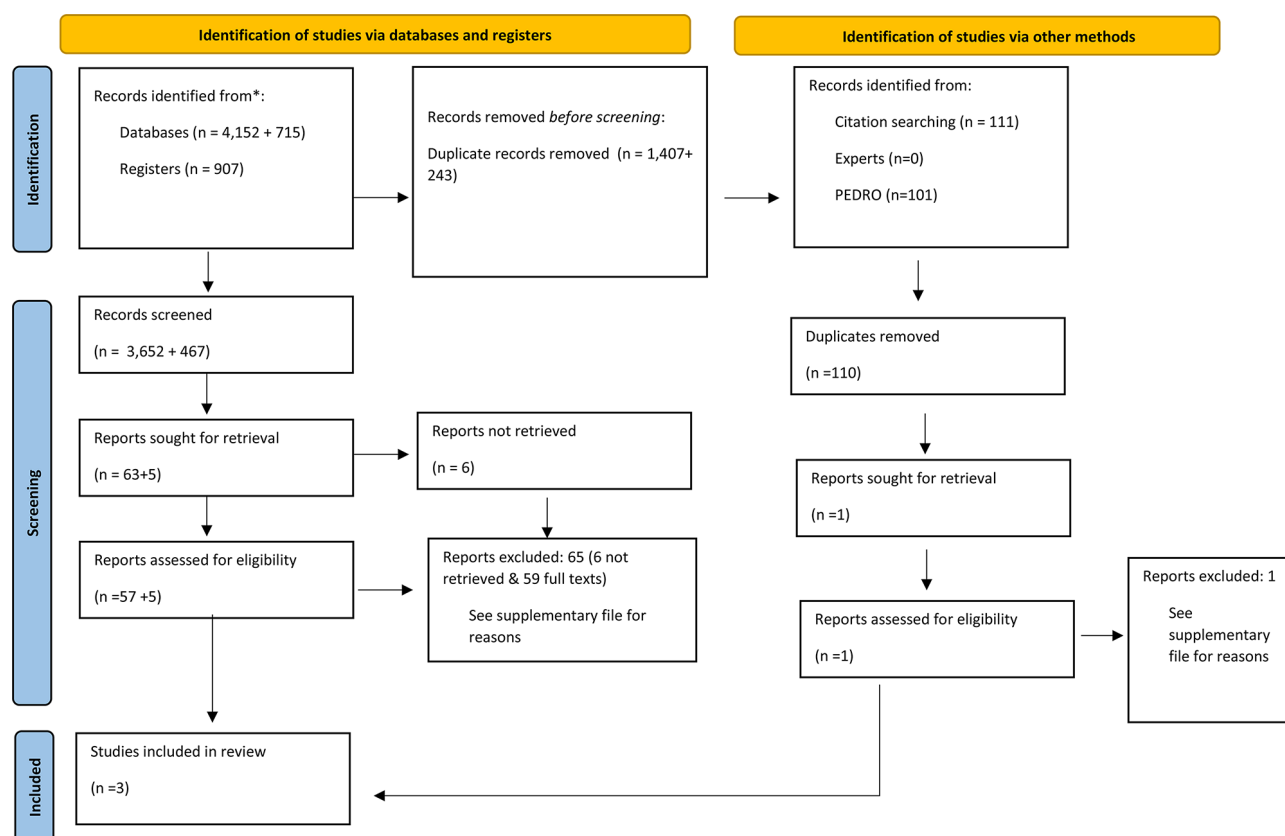 Identification of studies via databases and registers
Identification of studies via other methods
Identification
Records identified from*:
Databases (n = 4,152 + 715)
Registers (n = 907)
Records removed before screening:
Duplicate records removed  (n = 1,407+
243)
Records identified from:
Citation searching (n = 111)
Experts (n=0)
PEDRO (n=101)
Screening
Records screened
(n =  3,652 + 467)
Duplicates removed
(n =110)
Reports sought for retrieval
(n = 63+5)
Reports not retrieved
(n = 6)
Reports sought for retrieval
(n =1)
Reports assessed for eligibility
(n =57 +5)
Reports excluded: 65 (6 not
retrieved & 59 full texts)
See supplementary file for
reasons
Reports assessed for eligibility
(n =1)
Reports excluded: 1
See
supplementary
file for reasons
Included
Studies included in review
(n =3)